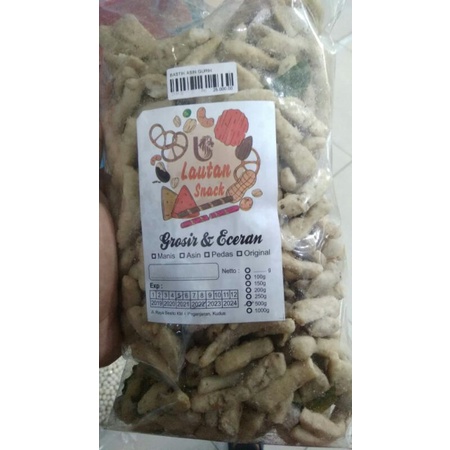 LS
Lautan
Snack
Grosir & Eceran
Manis Asin Pedas Original
Netto : ........ g
100g
150g
200g
250g
500g
1000g
Exp :
1 2 3 4 5 6 7 8 9 10 11 12
2019 2020 2021 2022 2023 2024